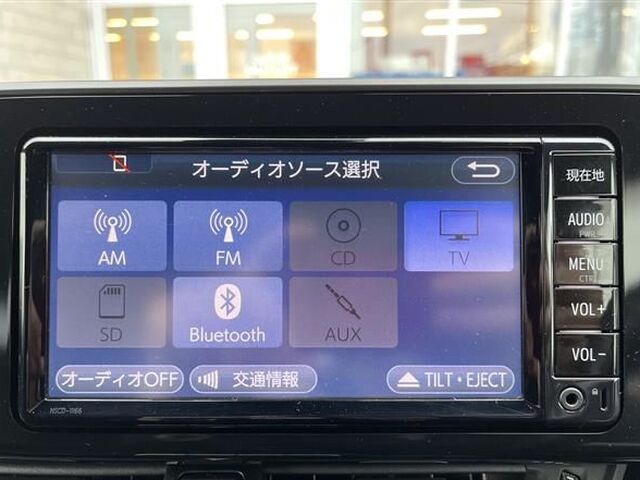 オーディオソース選択
AM
FM
CD
TV
SD
Bluetooth
AUX
オーディオOFF
交通情報
TILT・EJECT
現在地
AUDIO
PWR
MENU
CTR
VOL+
VOL-